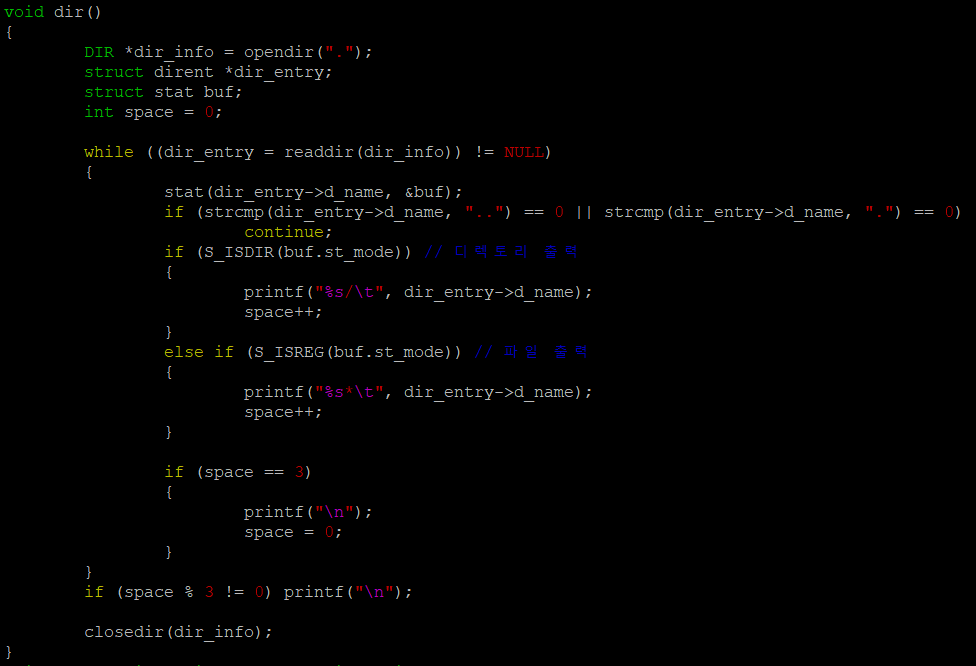 void dir()
{
        DIR *dir_info = opendir(".");
        struct dirent *dir_entry;
        struct stat buf;
        int space = 0;

        while ((dir_entry = readdir(dir_info)) != NULL)
        {
                stat(dir_entry->d_name, &buf);
                if (strcmp(dir_entry->d_name, "..") == 0 || strcmp(dir_entry->d_name, ".") == 0)
                        continue;
                if (S_ISDIR(buf.st_mode)) // 디렉토리 출력
                {
                        printf("%s/\t", dir_entry->d_name);
                        space++;
                }
                else if (S_ISREG(buf.st_mode)) // 파일 출력
                {
                        printf("%s*\t", dir_entry->d_name);
                        space++;
                }

                if (space == 3)
                {
                        printf("\n");
                        space = 0;
                }
        }
        if (space % 3 != 0) printf("\n");

        closedir(dir_info);
}